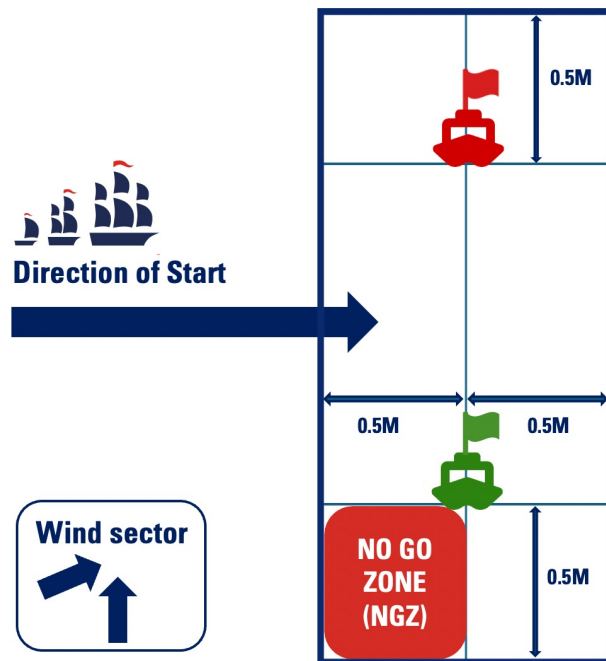 0.5M
Direction of Start
0.5M
0.5M
Wind sector
NO GO
ZONE
(NGZ)
0.5M